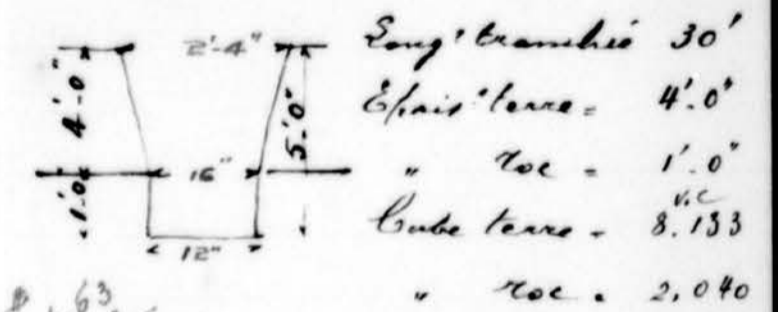 2'-4"
4'-0"
5'.0"
16"
1'.0"
12"
63
Long^r tranchée 30'
Épais^r terre = 4'.0"
" roc = 1'.0"
v.c
Cube terre = 8.133
" roc = 2,040